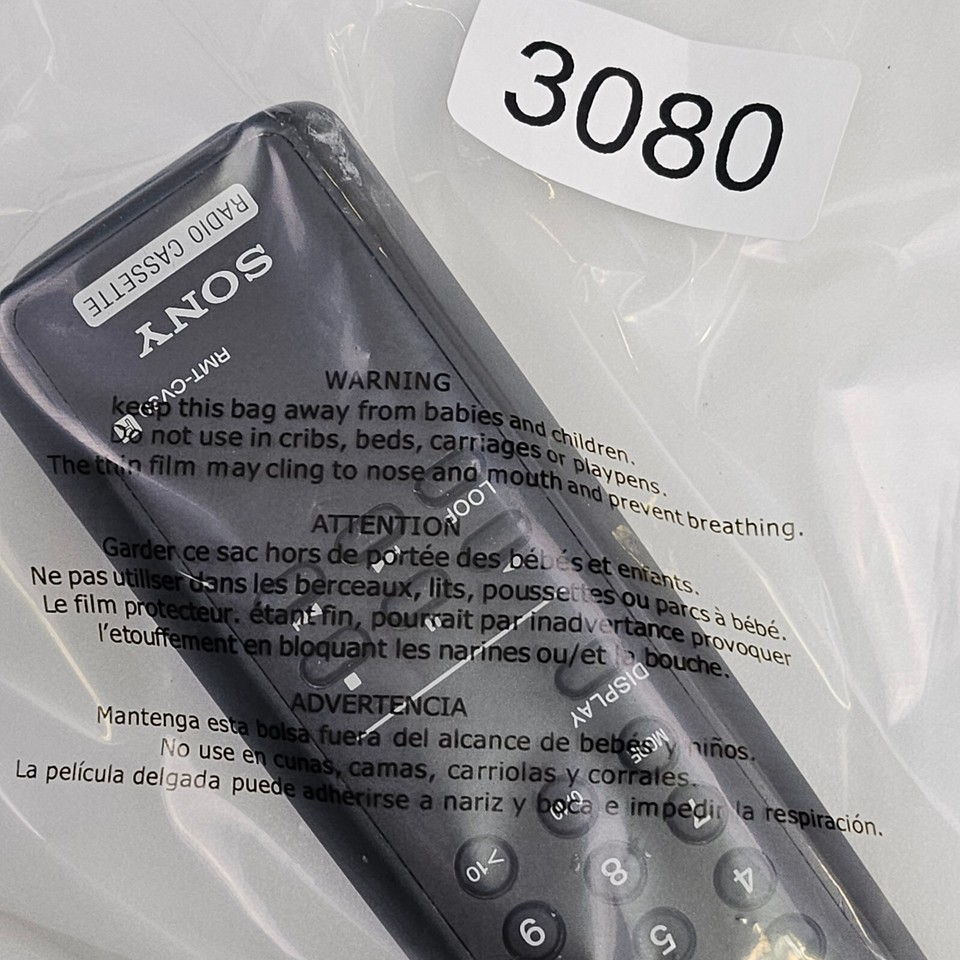 3080
RADIO CASSETTE
SONY
WARNING
keep this bag away from babies and children.
Do not use in cribs, beds, carriages or playpens.
The thin film may cling to nose and mouth and prevent breathing.
ATTENTION
Garder ce sac hors de portée des bébés et enfants.
Ne pas utiliser dans les berceaux, lits, poussettes ou parcs à bébé.
Le film protecteur. étant fin, pourrait par inadvertance provoquer
l'etouffement en bloquant les narines ou/et la bouche.
ADVERTENCIA
Mantenga esta bolsa fuera del alcance de bebés y niños.
No use en cunas, camas, carriolas y corrales.
La película delgada puede adherirse a nariz y boca e impedir la respiración.
LOOP
DISPLAY
MODE
0/10
7
>10
8
4
9
5
1